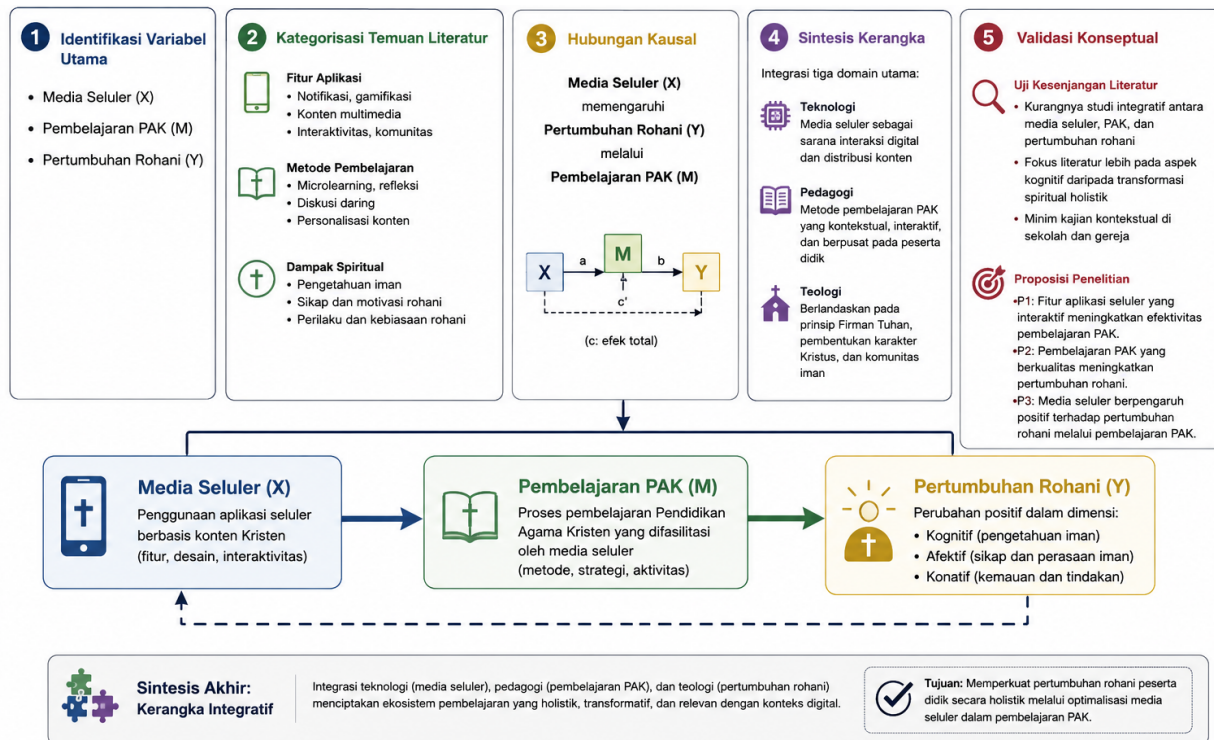 1 Identifikasi Variabel
Utama
• Media Seluler (X)
• Pembelajaran PAK (M)
• Pertumbuhan Rohani (Y)
2 Kategorisasi Temuan Literatur
Fitur Aplikasi
• Notifikasi, gamifikasi
• Konten multimedia
• Interaktivitas, komunitas
Metode Pembelajaran
• Microlearning, refleksi
• Diskusi daring
• Personalisasi konten
Dampak Spiritual
• Pengetahuan iman
• Sikap dan motivasi rohani
• Perilaku dan kebiasaan rohani
3 Hubungan Kausal
Media Seluler (X)
memengaruhi
Pertumbuhan Rohani (Y)
melalui
Pembelajaran PAK (M)
X a M b Y
c'
(c: efek total)
4 Sintesis Kerangka
Integrasi tiga domain utama:
Teknologi
Media seluler sebagai
sarana interaksi digital
dan distribusi konten
Pedagogi
Metode pembelajaran PAK
yang kontekstual, interaktif,
dan berpusat pada peserta
didik
Teologi
Berlandaskan pada
prinsip Firman Tuhan,
pembentukan karakter
Kristus, dan komunitas
iman
5 Validasi Konseptual
Uji Kesenjangan Literatur
• Kurangnya studi integratif antara
media seluler, PAK, dan
pertumbuhan rohani
• Fokus literatur lebih pada aspek
kognitif daripada transformasi
spiritual holistik
• Minim kajian kontekstual di
sekolah dan gereja
Proposisi Penelitian
•P1: Fitur aplikasi seluler yang
interaktif meningkatkan efektivitas
pembelajaran PAK.
•P2: Pembelajaran PAK yang
berkualitas meningkatkan
pertumbuhan rohani.
•P3: Media seluler berpengaruh
positif terhadap pertumbuhan
rohani melalui pembelajaran PAK.
Media Seluler (X)
Penggunaan aplikasi seluler
berbasis konten Kristen
(fitur, desain, interaktivitas)
Pembelajaran PAK (M)
Proses pembelajaran Pendidikan
Agama Kristen yang difasilitasi
oleh media seluler
(metode, strategi, aktivitas)
Pertumbuhan Rohani (Y)
Perubahan positif dalam dimensi:
• Kognitif (pengetahuan iman)
• Afektif (sikap dan perasaan iman)
• Konatif (kemauan dan tindakan)
Sintesis Akhir:
Kerangka Integratif
Integrasi teknologi (media seluler), pedagogi (pembelajaran PAK), dan teologi (pertumbuhan rohani)
menciptakan ekosistem pembelajaran yang holistik, transformatif, dan relevan dengan konteks digital.
Tujuan: Memperkuat pertumbuhan rohani peserta
didik secara holistik melalui optimalisasi media
seluler dalam pembelajaran PAK.